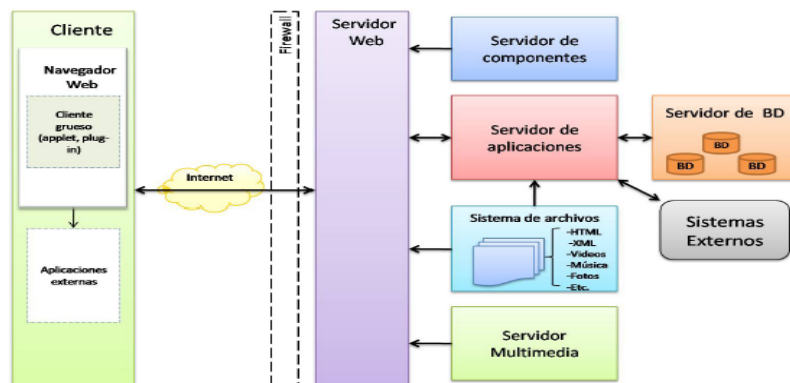 Cliente
Navegador
Web
Cliente
grueso
(applet, plug-
in)
Aplicaciones
externas
Internet
Firewall
Servidor
Web
Servidor de
componentes
Servidor de
aplicaciones
Servidor de BD
BD
BD
BD
Sistema de archivos
-HTML
-XML
-Videos
-Música
-Fotos
-Etc.
Sistemas
Externos
Servidor
Multimedia